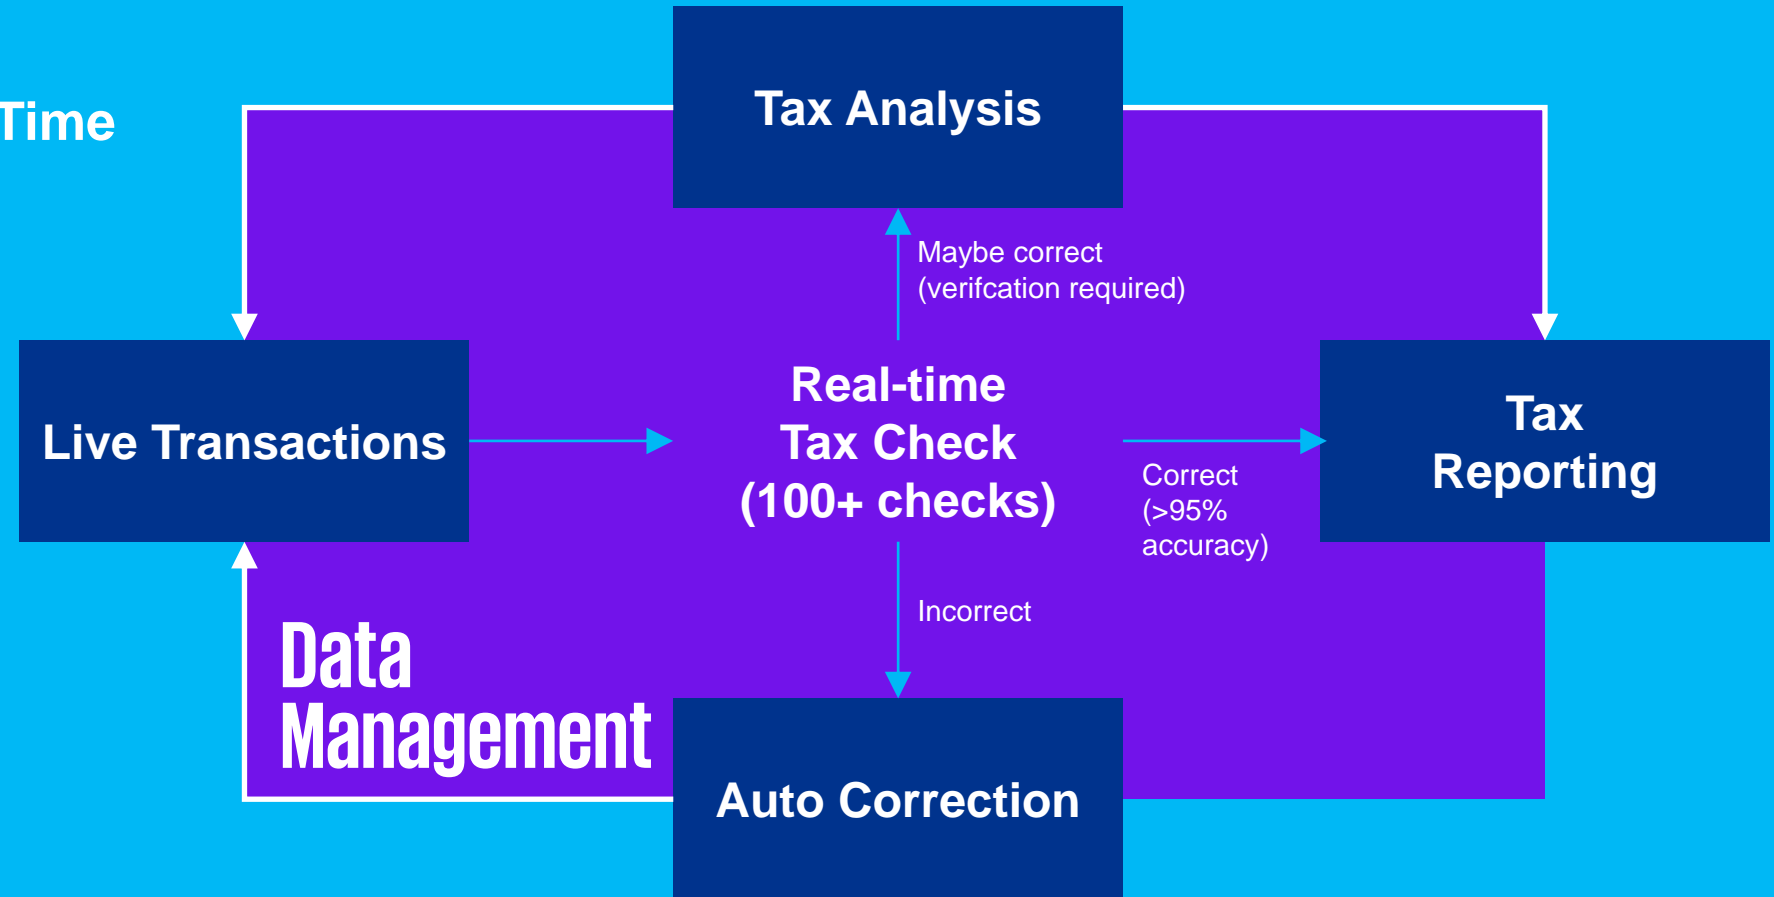 Time
Tax Analysis
Maybe correct
(verifcation required)
Live Transactions
Real-time
Tax Check
(100+ checks)
Correct
(>95%
accuracy)
Tax
Reporting
Incorrect
Data
Management
Auto Correction